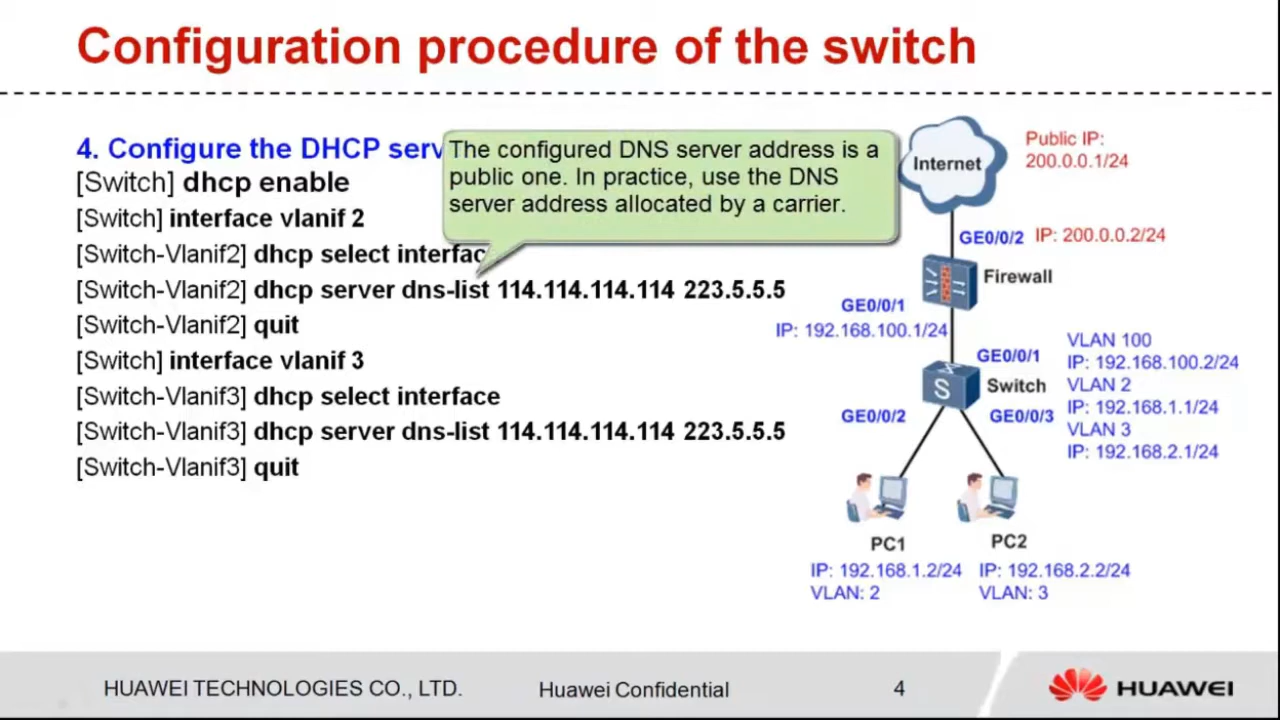 Configuration procedure of the switch
4. Configure the DHCP serv
[Switch] dhcp enable
[Switch] interface vlanif 2
[Switch-Vlanif2] dhcp select interfac
[Switch-Vlanif2] dhcp server dns-list 114.114.114.114 223.5.5.5
[Switch-Vlanif2] quit
[Switch] interface vlanif 3
[Switch-Vlanif3] dhcp select interface
[Switch-Vlanif3] dhcp server dns-list 114.114.114.114 223.5.5.5
[Switch-Vlanif3] quit
The configured DNS server address is a
public one. In practice, use the DNS
server address allocated by a carrier.
Internet
Public IP:
200.0.0.1/24
GE0/0/2 IP: 200.0.0.2/24
Firewall
GE0/0/1
IP: 192.168.100.1/24
GE0/0/1
Switch
GE0/0/2
GE0/0/3
VLAN 100
IP: 192.168.100.2/24
VLAN 2
IP: 192.168.1.1/24
VLAN 3
IP: 192.168.2.1/24
S
PC1
IP: 192.168.1.2/24
VLAN: 2
PC2
IP: 192.168.2.2/24
VLAN: 3
HUAWEI TECHNOLOGIES CO., LTD.
Huawei Confidential
4
HUAWEI